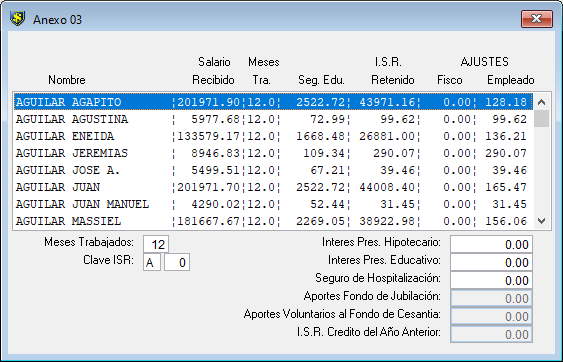 Anexo 03
Salario Meses I.S.R. AJUSTES
Nombre Recibido Tra. Seg. Edu. Retenido Fisco Empleado
AGUILAR AGAPITO ¦201971.90¦12.0¦ 2522.72¦ 43971.16¦ 0.00¦ 128.18
AGUILAR AGUSTINA ¦ 5977.68¦12.0¦ 72.99¦ 99.62¦ 0.00¦ 99.62
AGUILAR ENEIDA ¦133579.17¦12.0¦ 1668.48¦ 26881.00¦ 0.00¦ 136.21
AGUILAR JEREMIAS ¦ 8946.83¦12.0¦ 109.34¦ 290.07¦ 0.00¦ 290.07
AGUILAR JOSE A. ¦ 5499.51¦12.0¦ 67.21¦ 39.46¦ 0.00¦ 39.46
AGUILAR JUAN ¦201971.70¦12.0¦ 2522.72¦ 44008.40¦ 0.00¦ 165.47
AGUILAR JUAN MANUEL ¦ 4290.02¦12.0¦ 52.44¦ 31.45¦ 0.00¦ 31.45
AGUILAR MASSIEL ¦181667.67¦12.0¦ 2269.05¦ 38922.98¦ 0.00¦ 156.06
Meses Trabajados: 12
Clave ISR: A 0
Interes Pres. Hipotecario: 0.00
Interes Pres. Educativo: 0.00
Seguro de Hospitalización: 0.00
Aportes Fondo de Jubilación: 0.00
Aportes Voluntarios al Fondo de Cesantia: 0.00
I.S.R. Credito del Año Anterior: 0.00